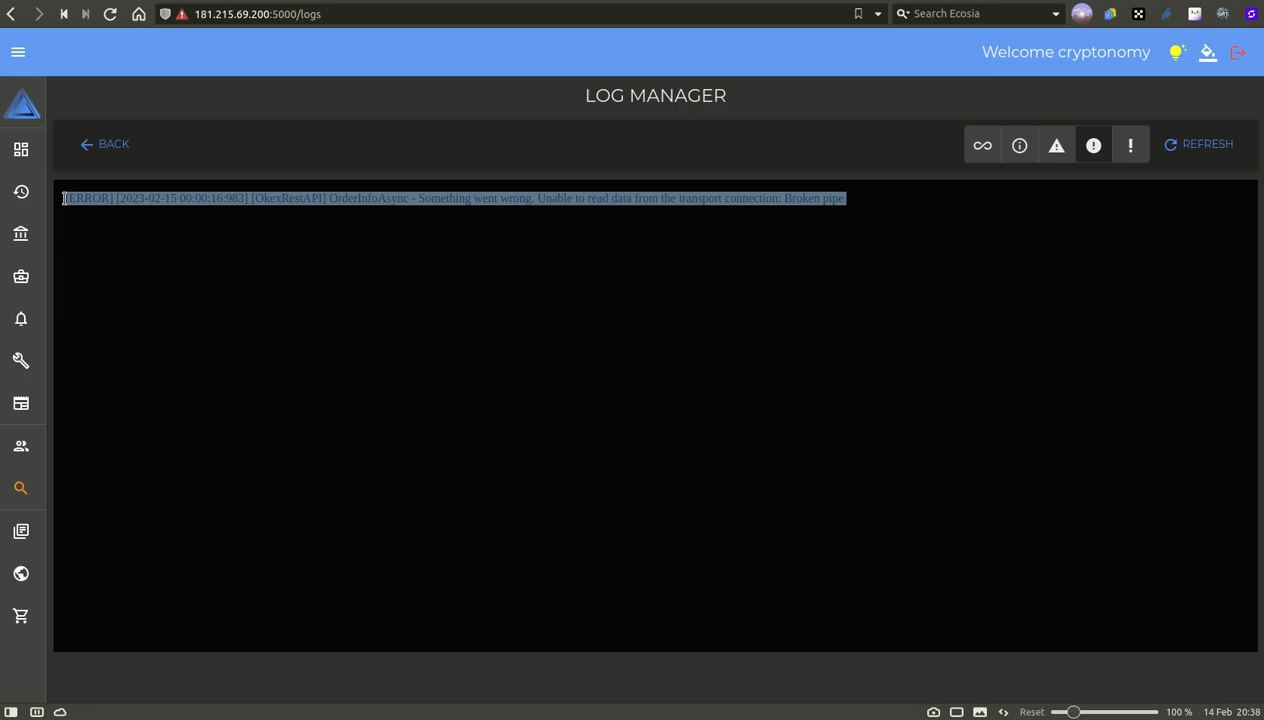 181.215.69.200:5000/logs
Search Ecosia
Welcome cryptonomy
LOG MANAGER
BACK
REFRESH
[ERROR] [2023-02-15 00:00:16:983] [OkexRestAPI] OrderInfoAsync - Something went wrong. Unable to read data from the transport connection: Broken pipe.
Reset
100 %
14 Feb 20:38